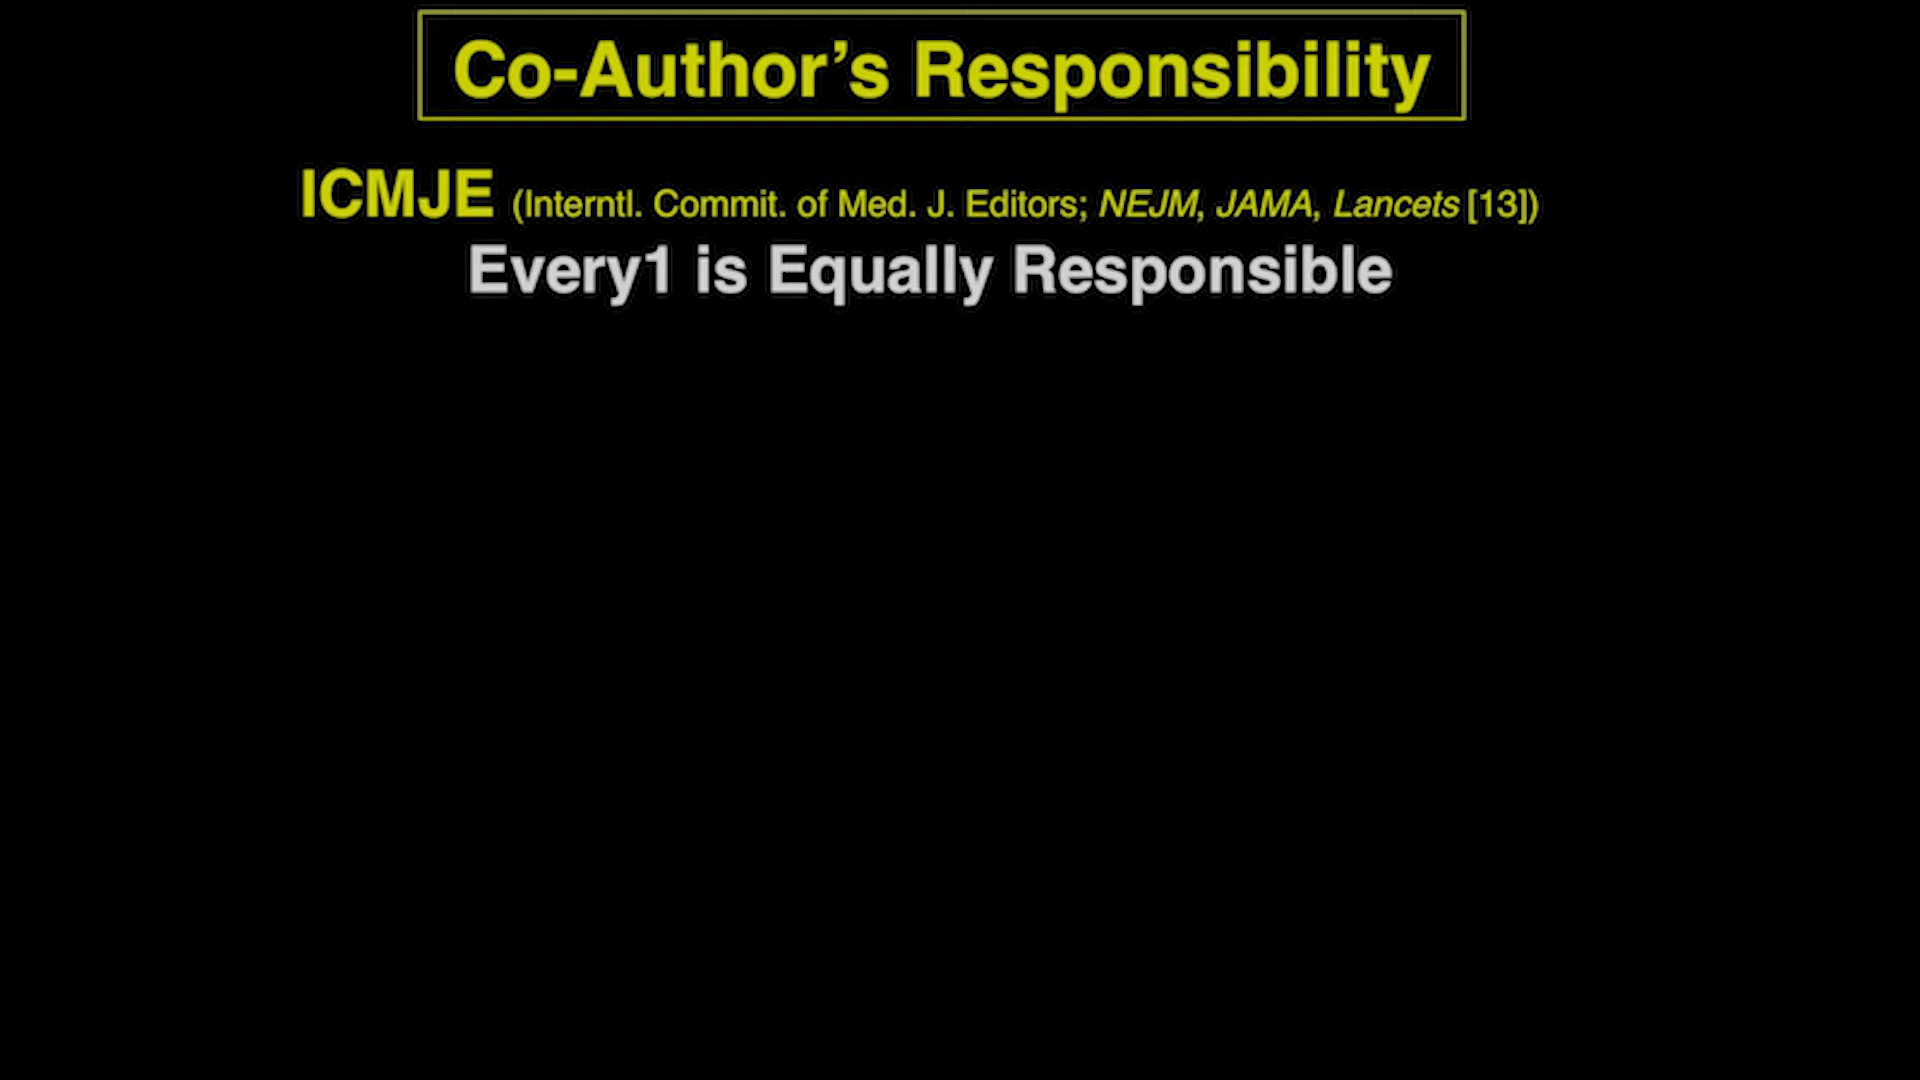 Co-Author’s Responsibility
ICMJE (Interntl. Commit. of Med. J. Editors; NEJM, JAMA, Lancets [13])
Every1 is Equally Responsible